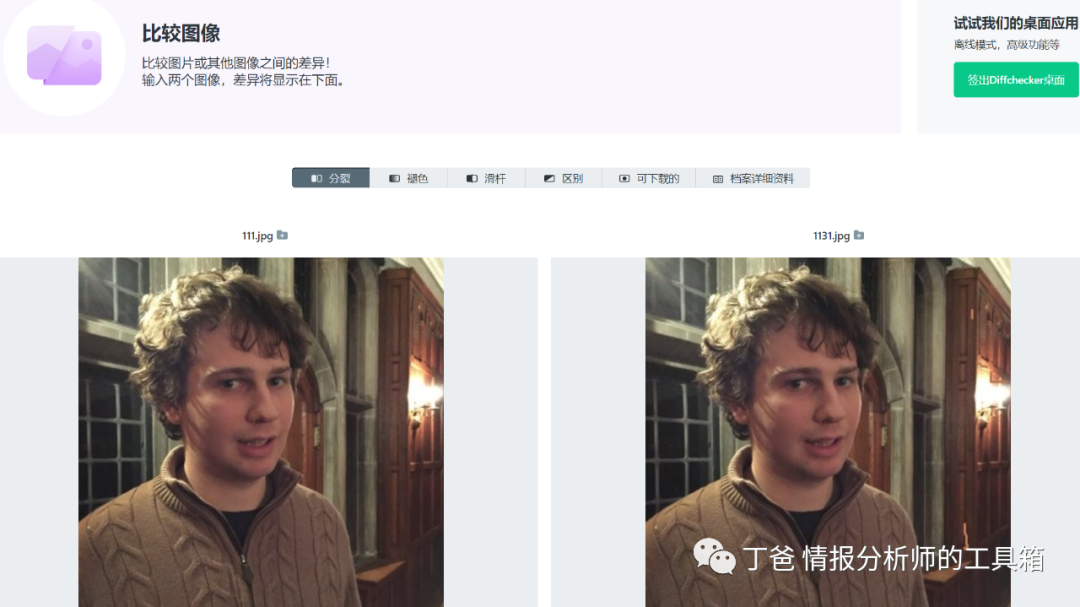 比较图像
比较图片或其他图像之间的差异！
输入两个图像，差异将显示在下面。
试试我们的桌面应用
离线模式，高级功能等
签出Diffchecker桌面
分裂
褪色
滑杆
区别
可下载的
档案详细资料
111.jpg
1131.jpg
丁爸 情报分析师的工具箱